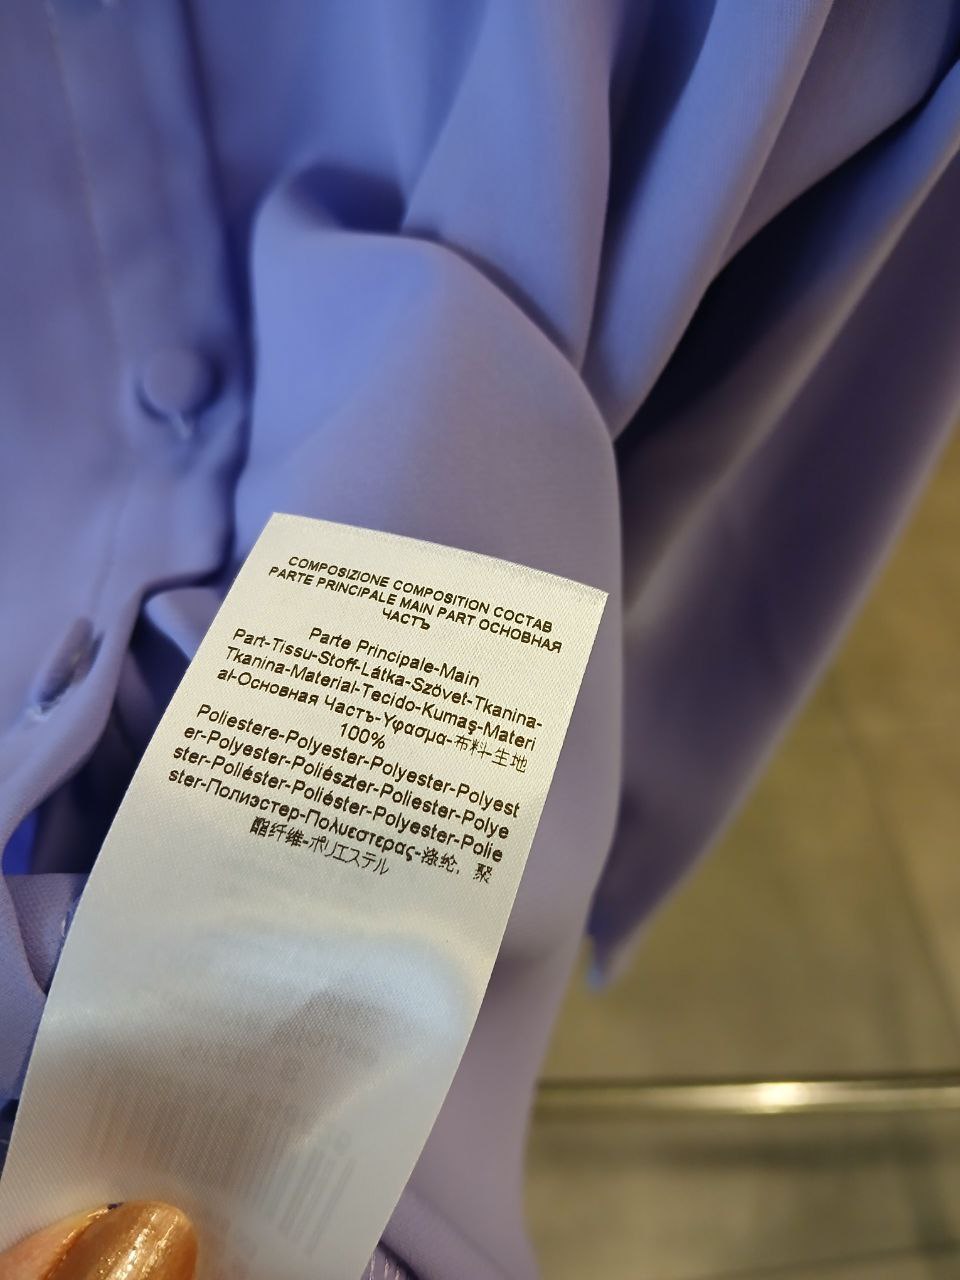 COMPOSIZIONE COMPOSITION СОСТАВ
PARTE PRINCIPALE MAIN PART ОСНОВНАЯ
ЧАСТЪ
Parte Principale-Main
Part-Tissu-Stoff-Látka-Szövet-Tkanina-
Tkanina-Material-Tecido-Kumaş-Materi
al-Основная Частъ-Υφασμα-布料-生地
100%
Poliestere-Polyester-Polyester-Polyest
er-Polyester-Poliészter-Poliester-Polye
ster-Poliéster-Poliéster-Polyester-Polie
ster-Полиэстер-Πολυεστερας-涤纶, 聚
酯纤维-ポリエステル